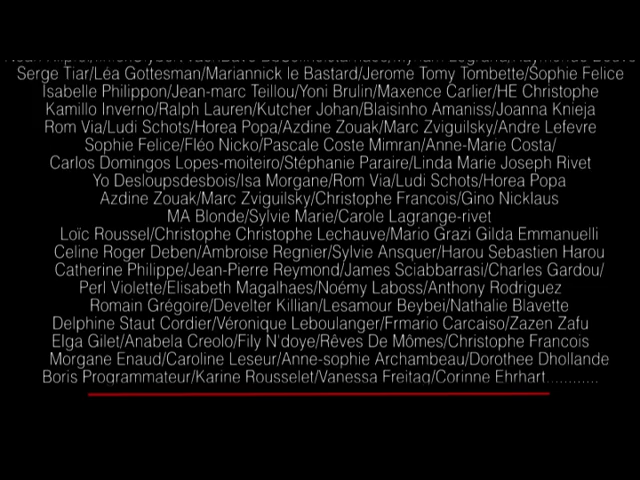 Serge Tiar/Léa Gottesman/Mariannick le Bastard/Jerome Tomy Tombette/Sophie Felice
Isabelle Philippon/Jean-marc Teillou/Yoni Brulin/Maxence Carlier/HE Christophe
Kamillo Inverno/Ralph Lauren/Kutcher Johan/Blaisinho Amaniss/Joanna Knieja
Rom Via/Ludi Schots/Horea Popa/Azdine Zouak/Marc Zviguilsky/Andre Lefevre
Sophie Felice/Fléo Nicko/Pascale Coste Mimran/Anne-Marie Costa/
Carlos Domingos Lopes-moiteiro/Stéphanie Paraire/Linda Marie Joseph Rivet
Yo Desloupsdesbois/Isa Morgane/Rom Via/Ludi Schots/Horea Popa
Azdine Zouak/Marc Zviguilsky/Christophe Francois/Gino Nicklaus
MA Blonde/Sylvie Marie/Carole Lagrange-rivet
Loïc Roussel/Christophe Christophe Lechauve/Mario Grazi Gilda Emmanuelli
Celine Roger Deben/Ambroise Regnier/Sylvie Ansquer/Harou Sebastien Harou
Catherine Philippe/Jean-Pierre Reymond/James Sciabbarrasi/Charles Gardou/
Perl Violette/Elisabeth Magalhaes/Noémy Laboss/Anthony Rodriguez
Romain Grégoire/Develter Killian/Lesamour Beybei/Nathalie Blavette
Delphine Staut Cordier/Véronique Leboulanger/Frmario Carcaiso/Zazen Zafu
Elga Gilet/Anabela Creolo/Fily N'doye/Rêves De Mômes/Christophe Francois
Morgane Enaud/Caroline Leseur/Anne-sophie Archambeau/Dorothee Dhollande
Boris Programmateur/Karine Rousselet/Vanessa Freitag/Corinne Ehrhart............